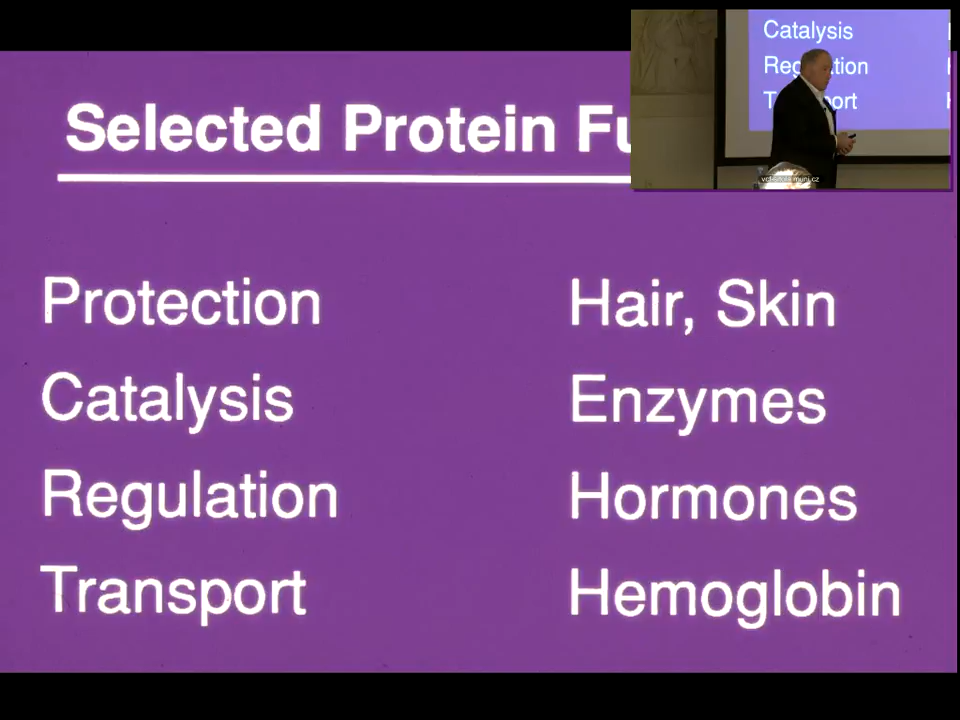 Selected Protein Fu
Protection Hair, Skin
Catalysis Enzymes
Regulation Hormones
Transport Hemoglobin
Catalysis
Regulation